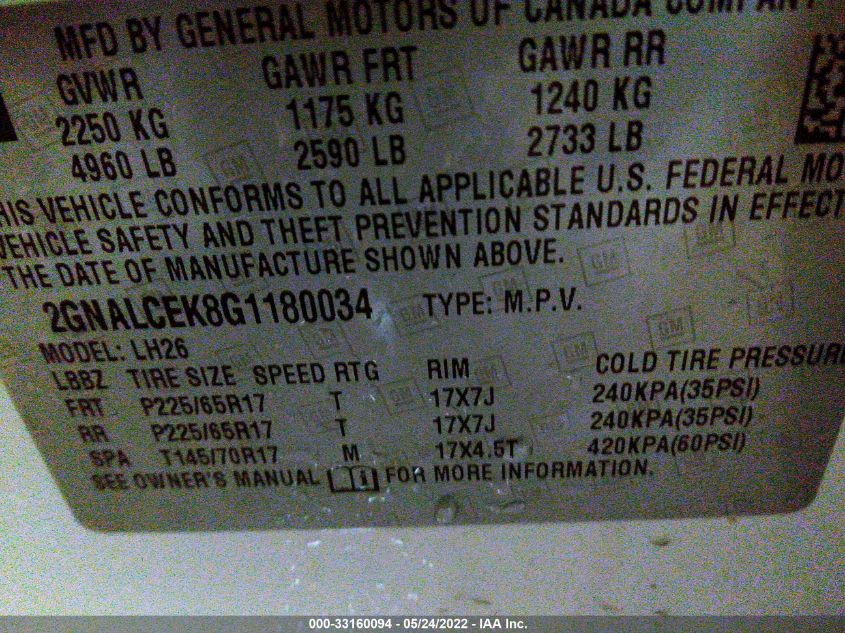 MFD BY GENERAL MOTORS OF CANADA COMPANY
GVWR GAWR FRT GAWR RR
2250 KG 1175 KG 1240 KG
4960 LB 2590 LB 2733 LB
HIS VEHICLE CONFORMS TO ALL APPLICABLE U.S. FEDERAL MO
VEHICLE SAFETY AND THEFT PREVENTION STANDARDS IN EFFECT
THE DATE OF MANUFACTURE SHOWN ABOVE.
2GNALCEK8G1180034 TYPE: M.P.V.
MODEL: LH26
LBBZ TIRE SIZE SPEED RTG RIM COLD TIRE PRESSURE
FRT P225/65R17 T 17X7J 240KPA(35PSI)
RR P225/65R17 T 17X7J 240KPA(35PSI)
SPA T145/70R17 M 17X4.5T 420KPA(60PSI)
SEE OWNER'S MANUAL FOR MORE INFORMATION.
000-33160094 - 05/24/2022 - IAA Inc.